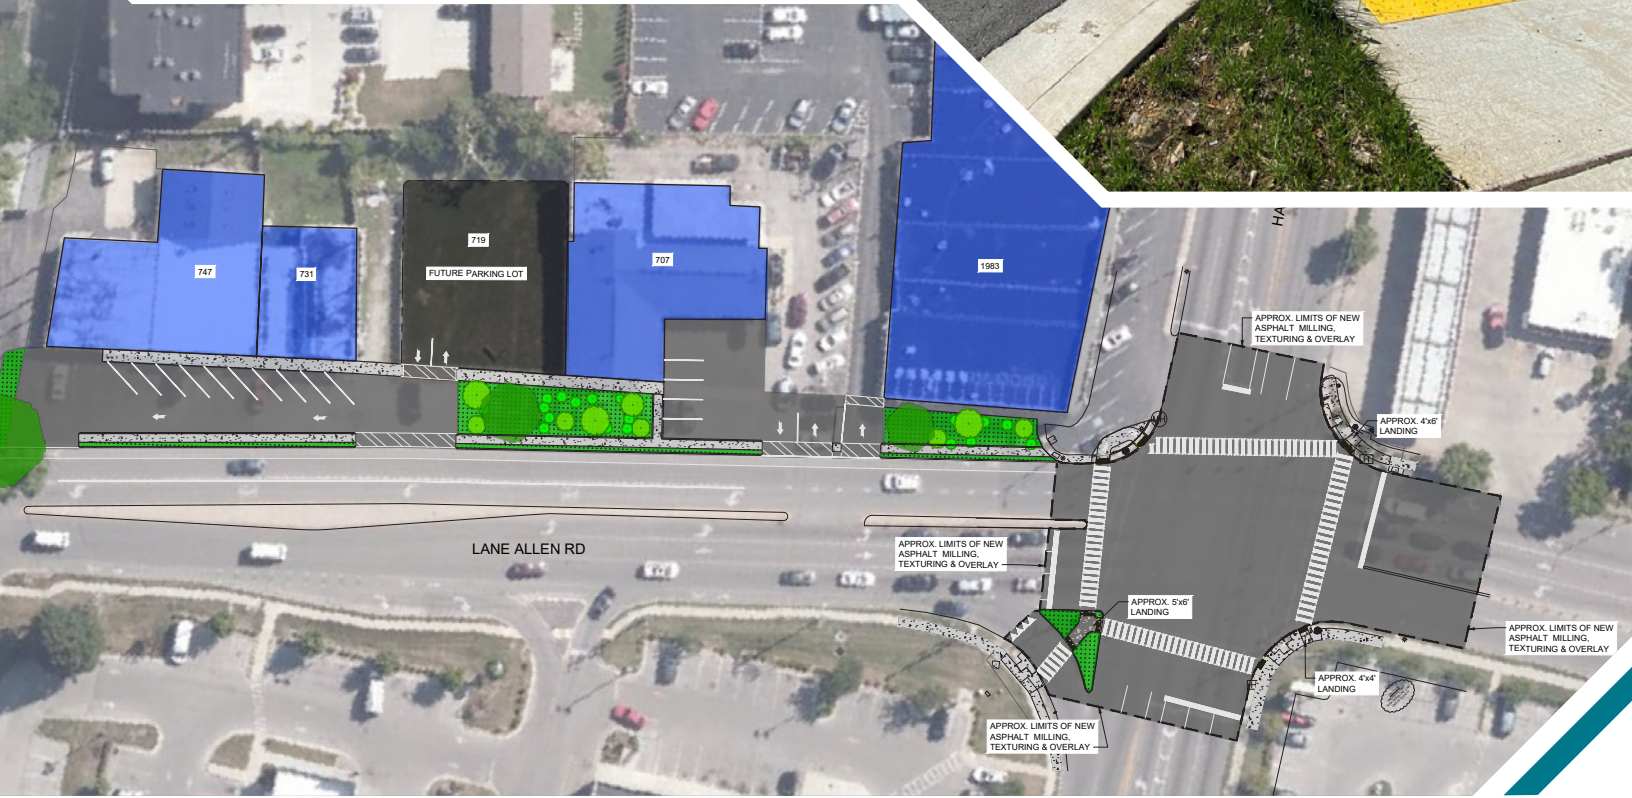 HA
719
FUTURE PARKING LOT
707
1983
747
731
APPROX. LIMITS OF NEW
ASPHALT MILLING,
TEXTURING & OVERLAY
APPROX. 4'x6'
LANDING
LANE ALLEN RD
APPROX. LIMITS OF NEW
ASPHALT MILLING,
TEXTURING & OVERLAY
APPROX. 5'x6'
LANDING
APPROX. LIMITS OF NEW
ASPHALT MILLING,
TEXTURING & OVERLAY
APPROX. 4'x4'
LANDING
APPROX. LIMITS OF NEW
ASPHALT MILLING,
TEXTURING & OVERLAY